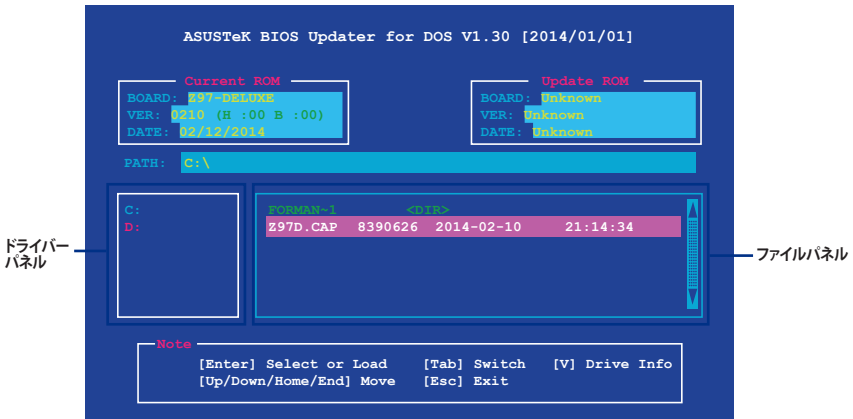 ASUSTeK BIOS Updater for DOS V1.30 [2014/01/01]
Current ROM
BOARD: Z97-DELUXE
VER: 0210 (H :00 B :00)
DATE: 02/12/2014
Update ROM
BOARD: Unknown
VER: Unknown
DATE: Unknown
PATH: C:\
C:
D:
FORMAN~1 <DIR>
Z97D.CAP 8390626 2014-02-10 21:14:34
ドライバー
パネル
ファイルパネル
Note
[Enter] Select or Load [Tab] Switch [V] Drive Info
[Up/Down/Home/End] Move [Esc] Exit